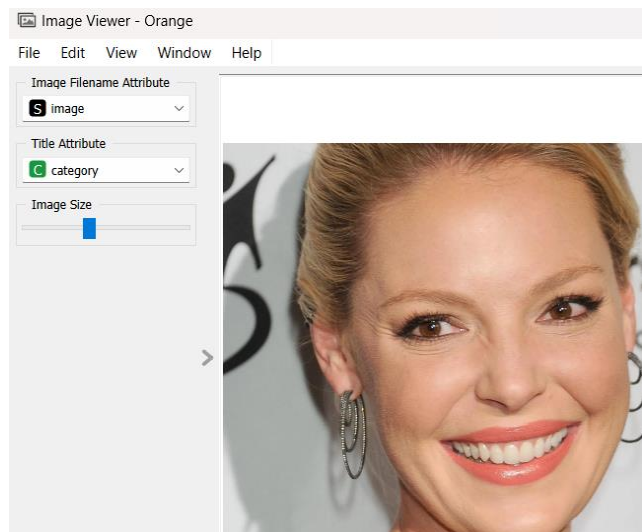 Image Viewer - Orange
File Edit View Window Help
Image Filename Attribute
S image
Title Attribute
C category
Image Size